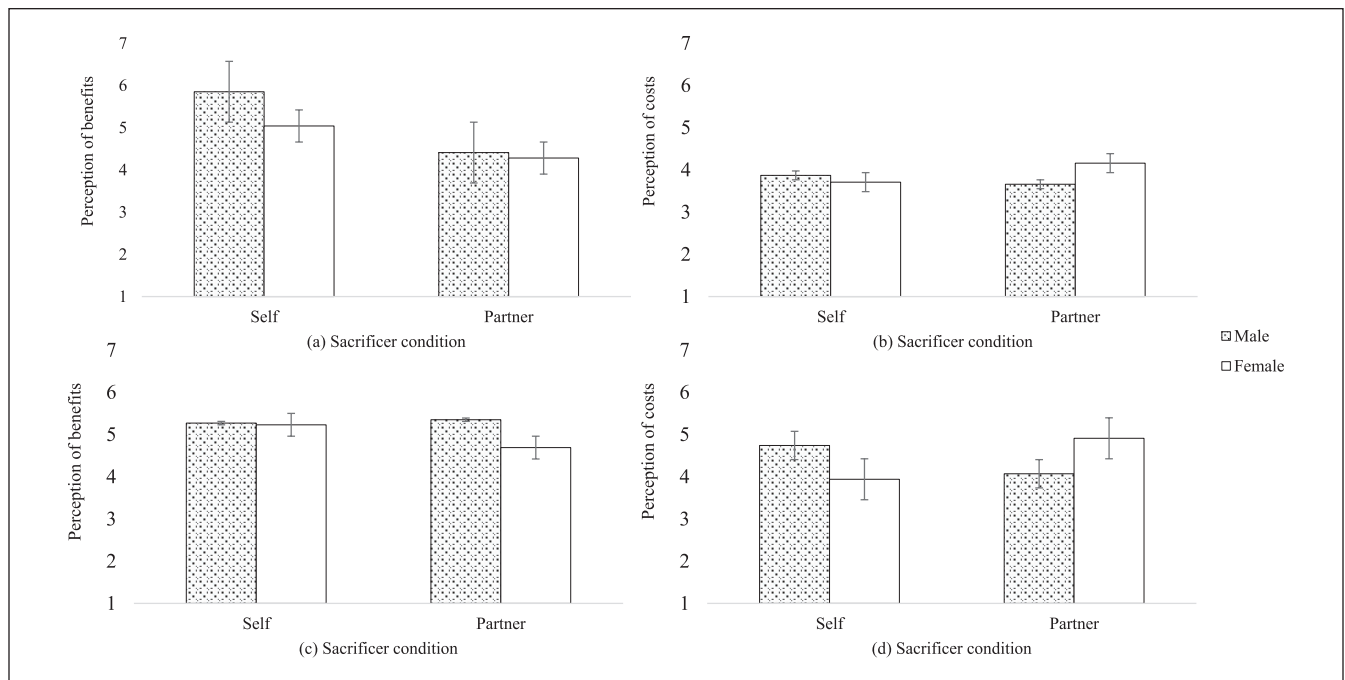 Perception of benefits
7
6
5
4
3
2
1
Self Partner
(a) Sacrificer condition
Perception of costs
7
6
5
4
3
2
1
Self Partner
(b) Sacrificer condition
Male
Female
Perception of benefits
7
6
5
4
3
2
1
Self Partner
(c) Sacrificer condition
Perception of costs
7
6
5
4
3
2
1
Self Partner
(d) Sacrificer condition